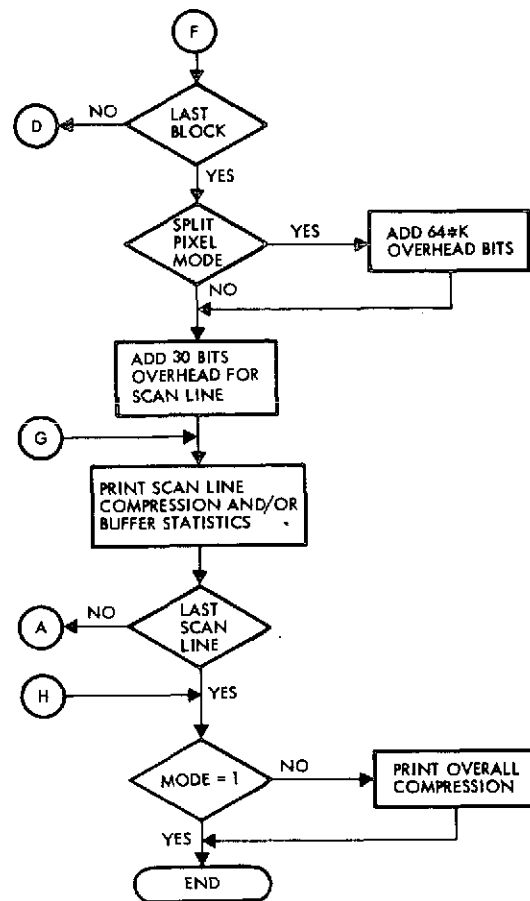 F
LAST
BLOCK
NO
D
YES
SPLIT
PIXEL
MODE
YES
ADD 64*K
OVERHEAD BITS
NO
ADD 30 BITS
OVERHEAD FOR
SCAN LINE
G
PRINT SCAN LINE
COMPRESSION AND/OR
BUFFER STATISTICS
LAST
SCAN
LINE
NO
A
H
YES
MODE = 1
NO
PRINT OVERALL
COMPRESSION
YES
END